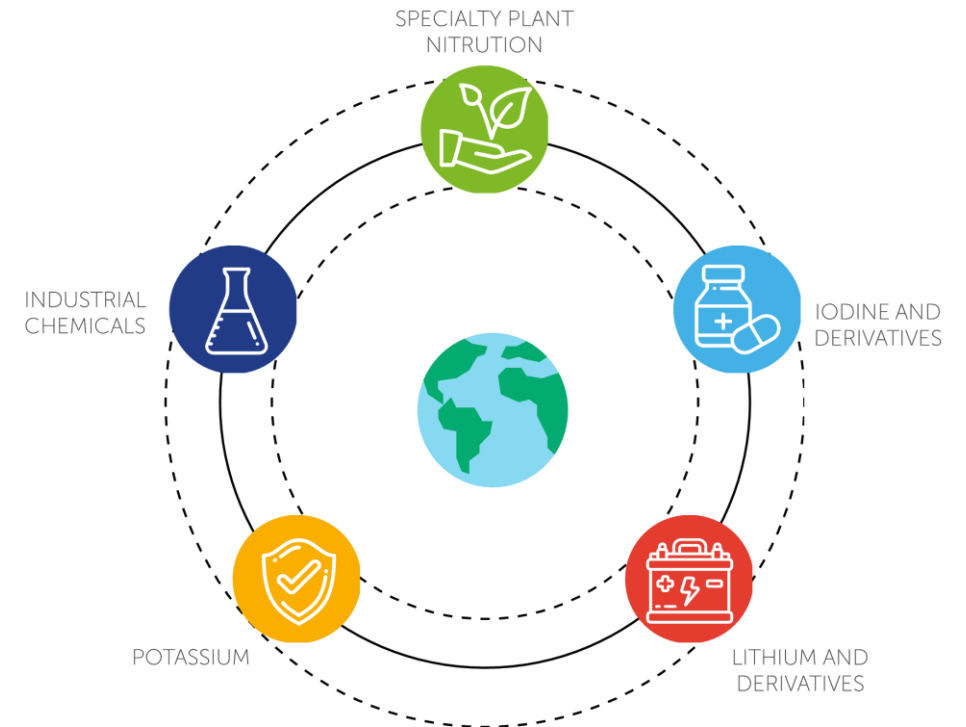 SPECIALTY PLANT
NITRUTION
INDUSTRIAL
CHEMICALS
IODINE AND
DERIVATIVES
POTASSIUM
LITHIUM AND
DERIVATIVES